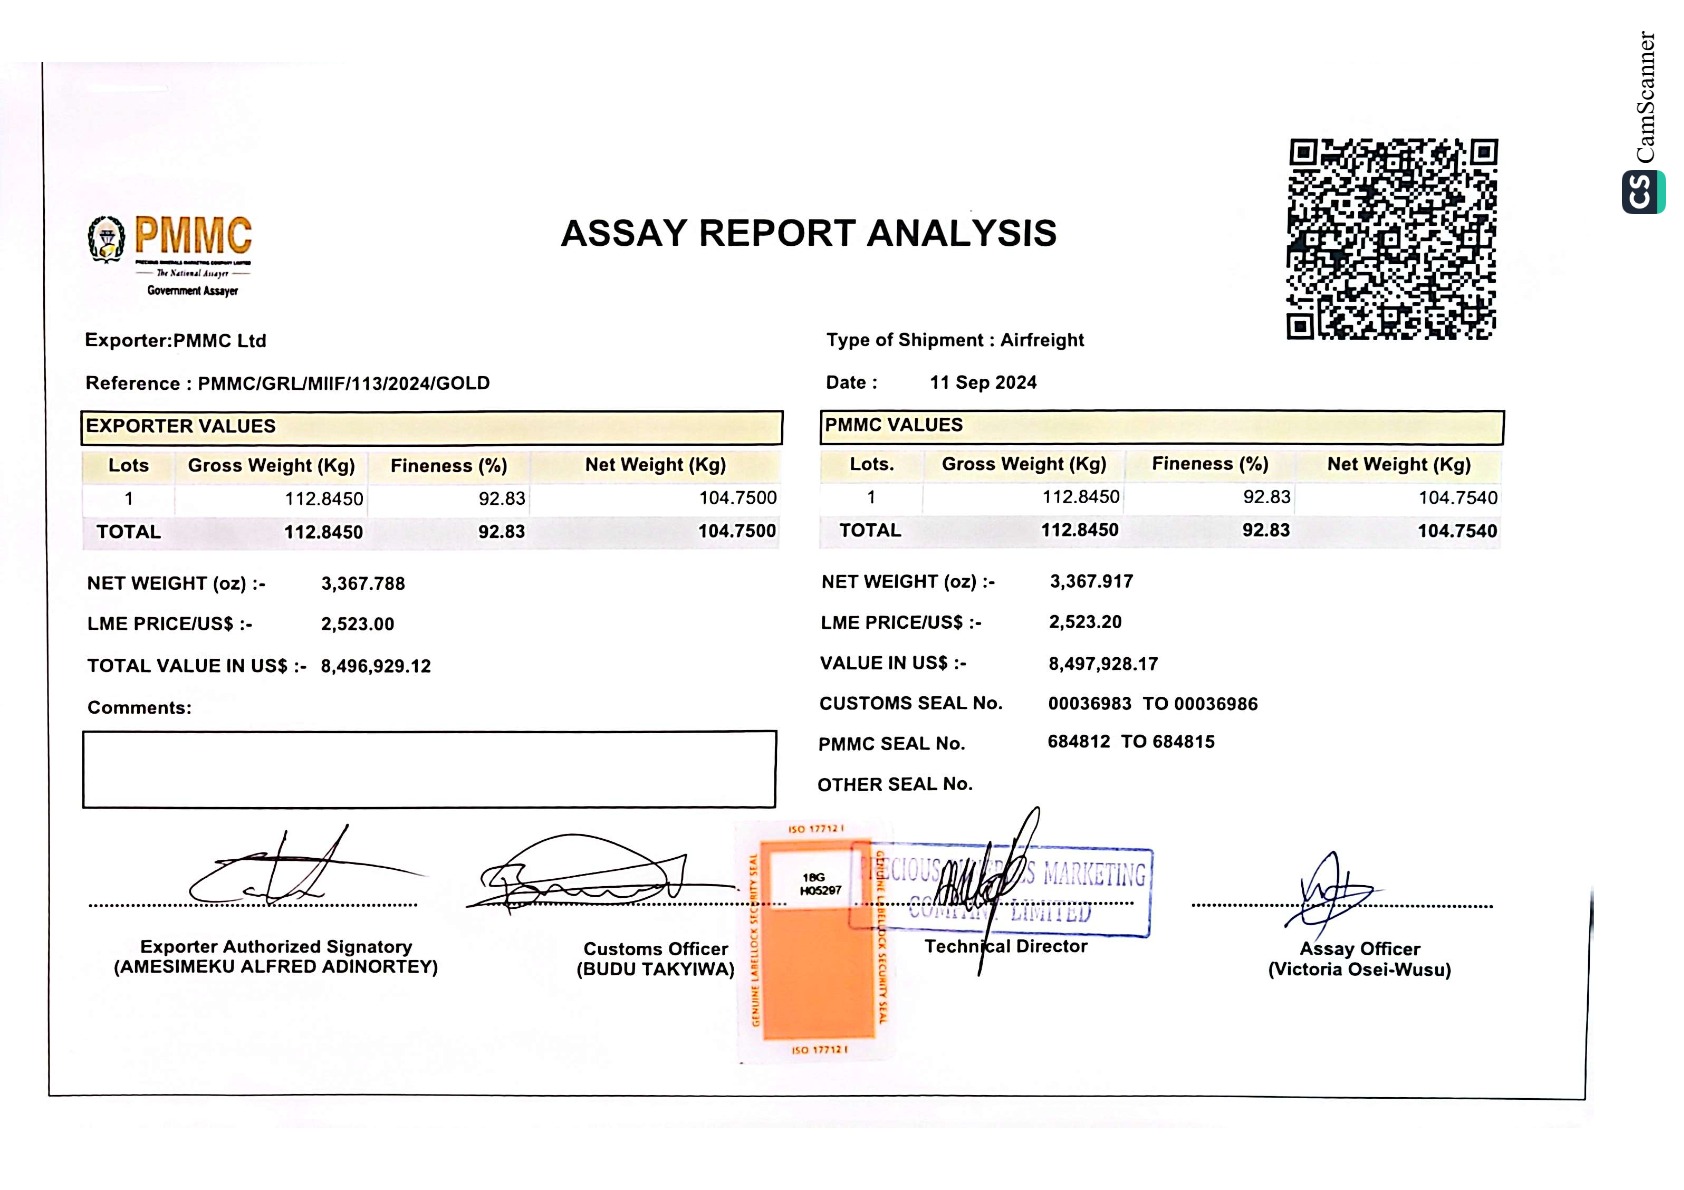 CamScanner
CS
PMMC
PRECIOUS MINERALS MARKETING COMPANY LIMITED
The National Assayer
Government Assayer
ASSAY REPORT ANALYSIS
Exporter:PMMC Ltd
Type of Shipment : Airfreight
Reference : PMMC/GRL/MIIF/113/2024/GOLD
Date : 11 Sep 2024
EXPORTER VALUES
Lots Gross Weight (Kg) Fineness (%) Net Weight (Kg)
1 112.8450 92.83 104.7500
TOTAL 112.8450 92.83 104.7500
NET WEIGHT (oz) :- 3,367.788
LME PRICE/US$ :- 2,523.00
TOTAL VALUE IN US$ :- 8,496,929.12
Comments:
PMMC VALUES
Lots. Gross Weight (Kg) Fineness (%) Net Weight (Kg)
1 112.8450 92.83 104.7540
TOTAL 112.8450 92.83 104.7540
NET WEIGHT (oz) :- 3,367.917
LME PRICE/US$ :- 2,523.20
VALUE IN US$ :- 8,497,928.17
CUSTOMS SEAL No. 00036983 TO 00036986
PMMC SEAL No. 684812 TO 684815
OTHER SEAL No.
Exporter Authorized Signatory
(AMESIMEKU ALFRED ADINORTEY)
Customs Officer
(BUDU TAKYIWA)
ISO 17712
GENUINE LABELLOCK SECURITY SEAL
18G
H05297
GENUINE LABELLOCK SECURITY SEAL
ISO 17712
MARKETING
LIMITED
Technical Director
Assay Officer
(Victoria Osei-Wusu)